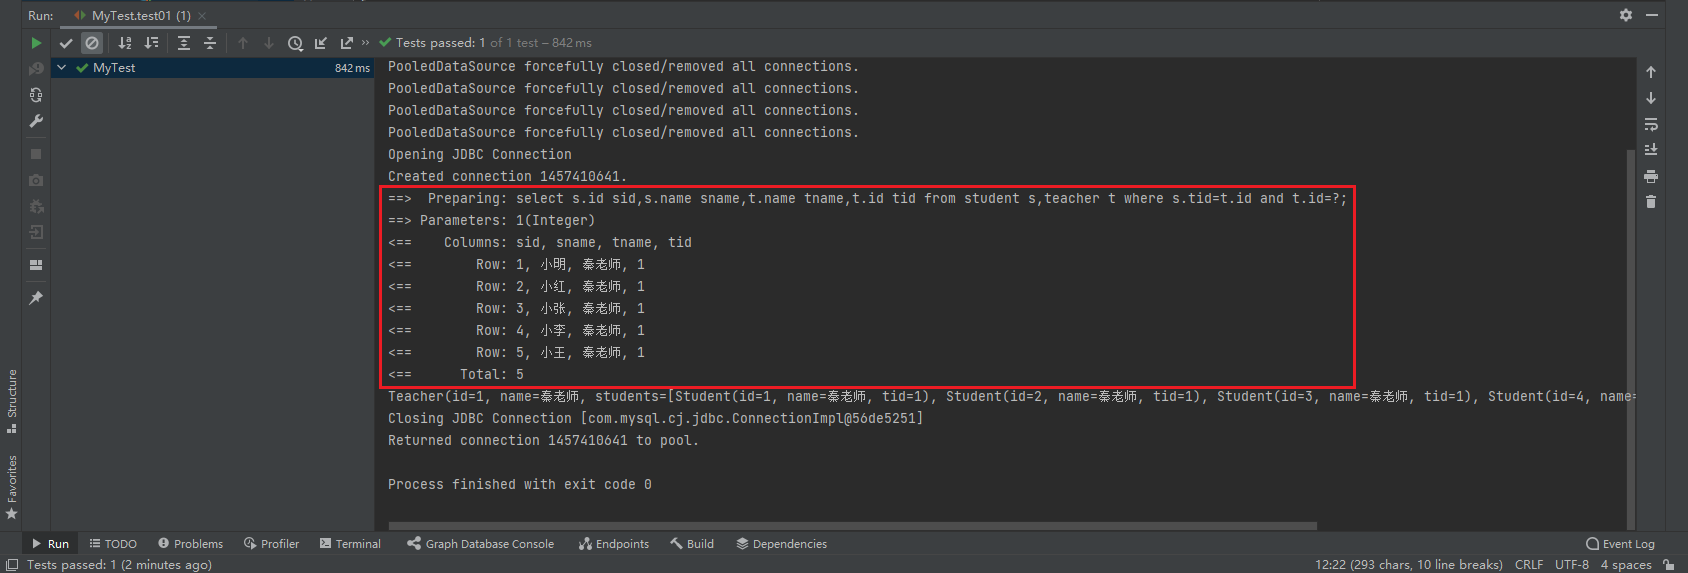 Run: MyTest.test01 (1)
Tests passed: 1 of 1 test – 842 ms
MyTest 842 ms
PooledDataSource forcefully closed/removed all connections.
PooledDataSource forcefully closed/removed all connections.
PooledDataSource forcefully closed/removed all connections.
PooledDataSource forcefully closed/removed all connections.
Opening JDBC Connection
Created connection 1457410641.
==>  Preparing: select s.id sid,s.name sname,t.name tname,t.id tid from student s,teacher t where s.tid=t.id and t.id=?;
==> Parameters: 1(Integer)
<==    Columns: sid, sname, tname, tid
<==        Row: 1, 小明, 秦老师, 1
<==        Row: 2, 小红, 秦老师, 1
<==        Row: 3, 小张, 秦老师, 1
<==        Row: 4, 小李, 秦老师, 1
<==        Row: 5, 小王, 秦老师, 1
<==      Total: 5
Teacher(id=1, name=秦老师, students=[Student(id=1, name=秦老师, tid=1), Student(id=2, name=秦老师, tid=1), Student(id=3, name=秦老师, tid=1), Student(id=4, name=
Closing JDBC Connection [com.mysql.cj.jdbc.ConnectionImpl@56de5251]
Returned connection 1457410641 to pool.
Process finished with exit code 0
Structure
Favorites
Run TODO Problems Profiler Terminal Graph Database Console Endpoints Build Dependencies Event Log
Tests passed: 1 (2 minutes ago) 12:22 (293 chars, 10 line breaks) CRLF UTF-8 4 spaces